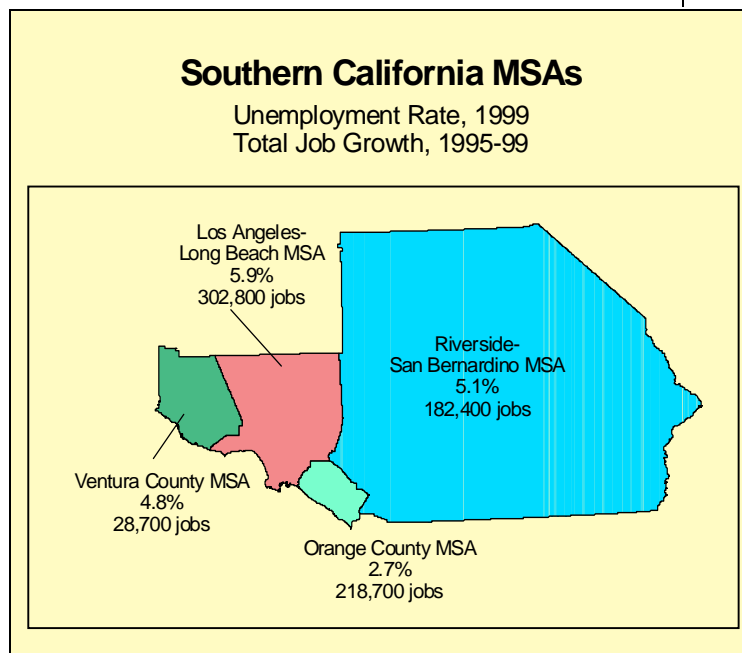 Southern California MSAs
Unemployment Rate, 1999
Total Job Growth, 1995-99
Los Angeles-
Long Beach MSA
5.9%
302,800 jobs
Riverside-
San Bernardino MSA
5.1%
182,400 jobs
Ventura County MSA
4.8%
28,700 jobs
Orange County MSA
2.7%
218,700 jobs